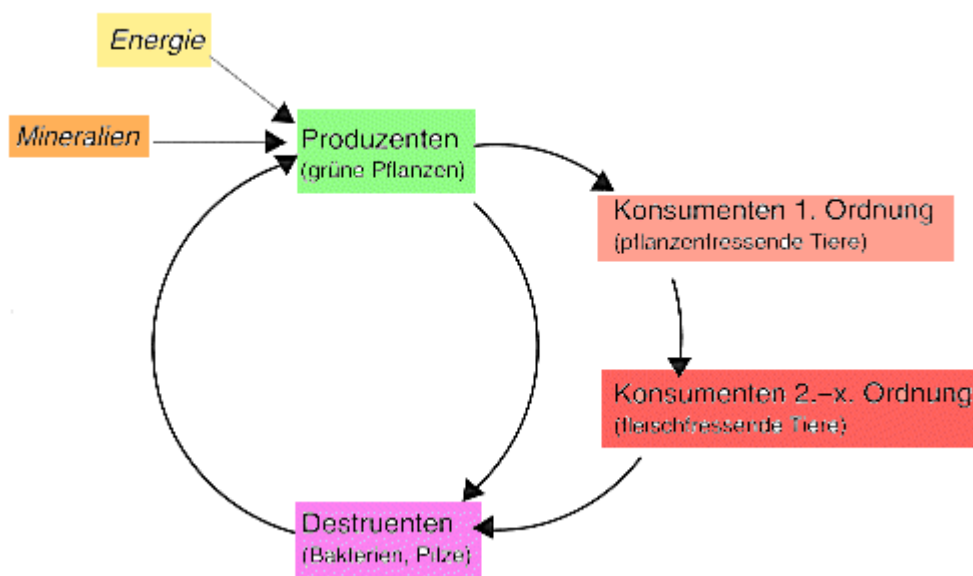 Energie
Mineralien
Produzenten
(grüne Pflanzen)
Konsumenten 1. Ordnung
(pflanzenfressende Tiere)
Konsumenten 2.–x. Ordnung
(fleischfressende Tiere)
Destruenten
(Bakterien, Pilze)